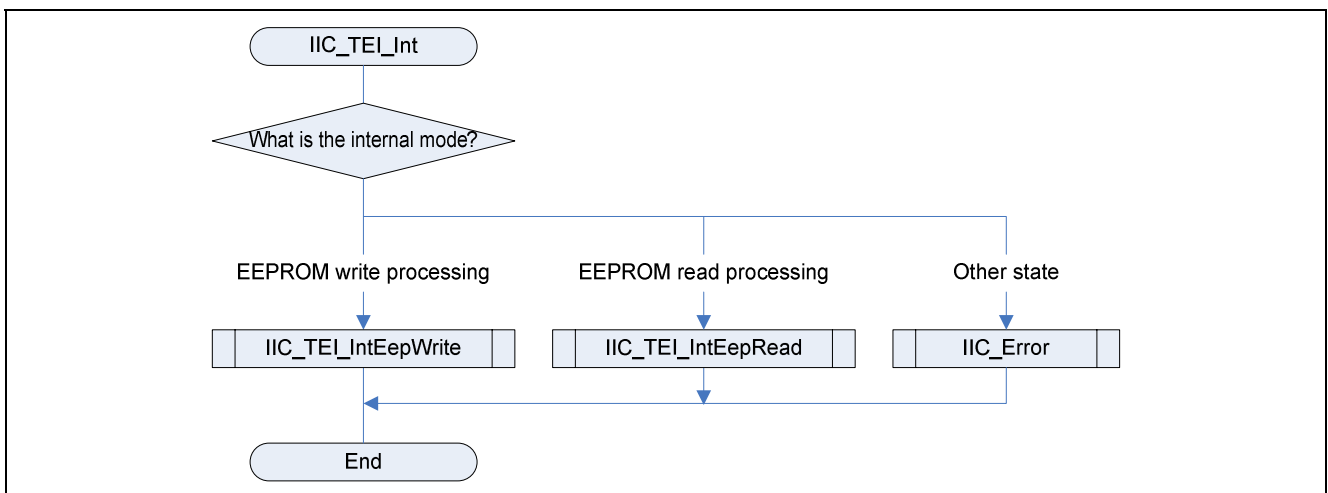 IIC_TEI_Int
What is the internal mode?
EEPROM write processing
EEPROM read processing
Other state
IIC_TEI_IntEepWrite
IIC_TEI_IntEepRead
IIC_Error
End